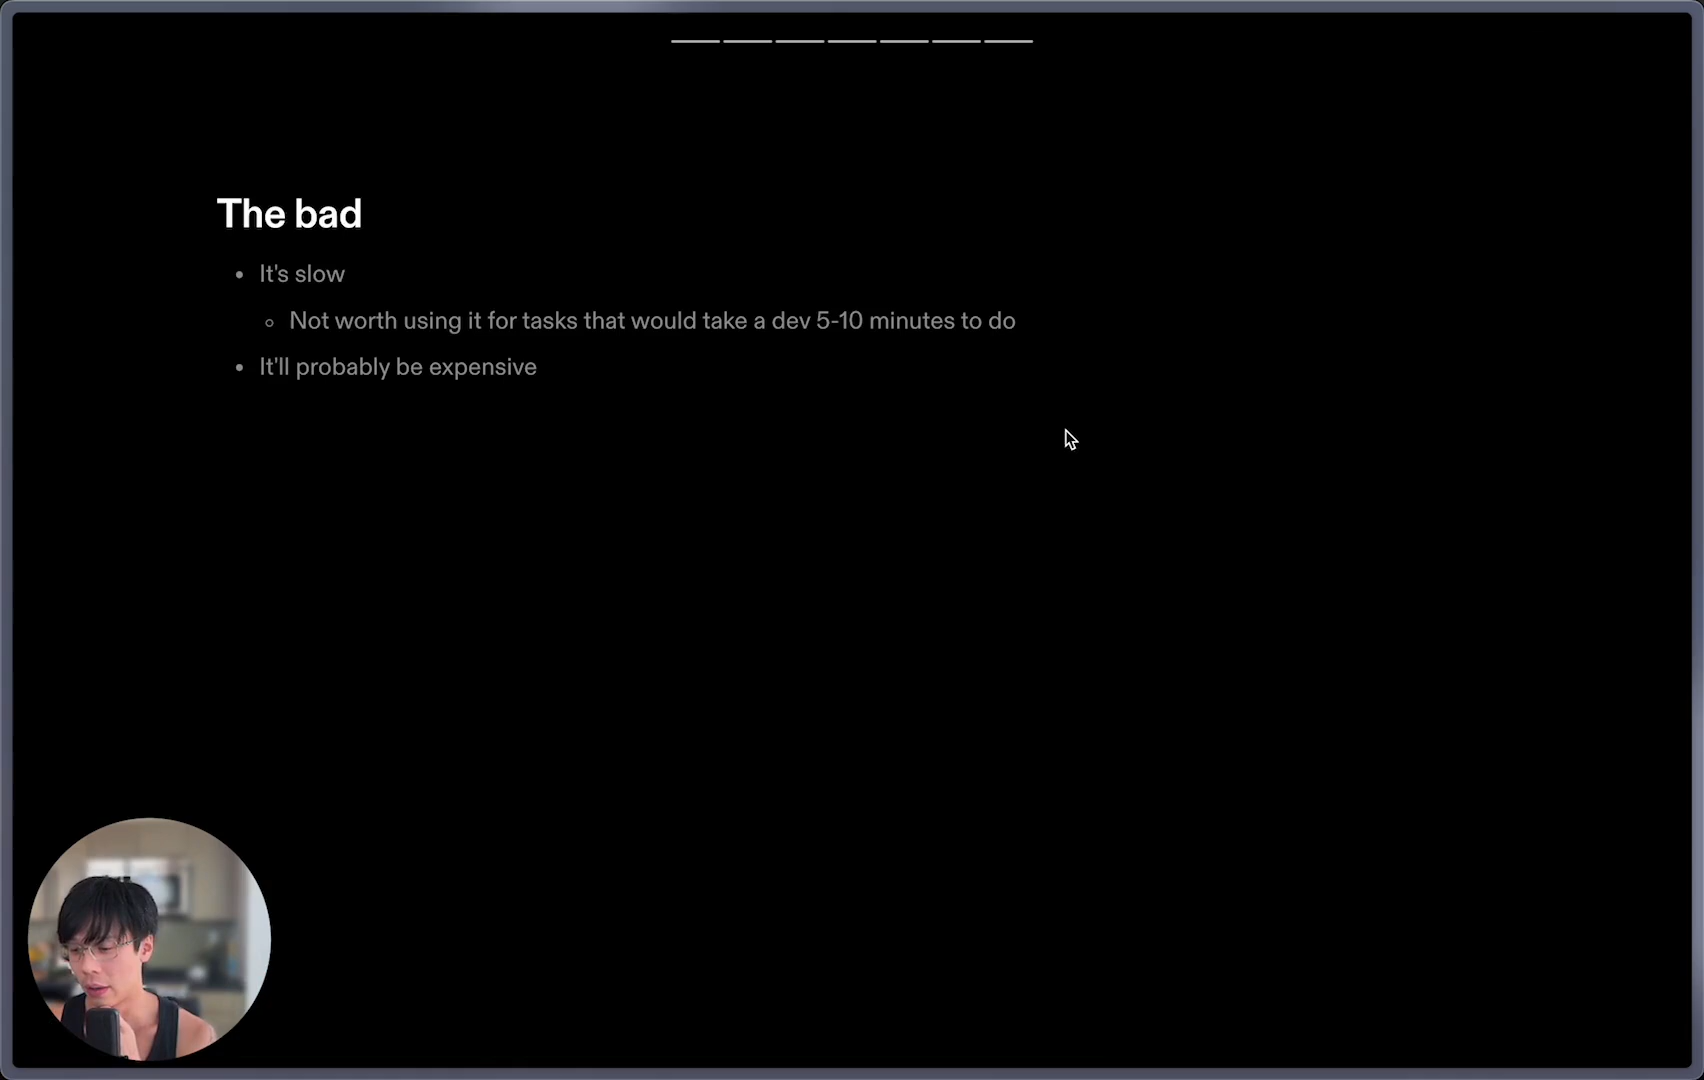 The bad
• It's slow
◦ Not worth using it for tasks that would take a dev 5-10 minutes to do
• It'll probably be expensive